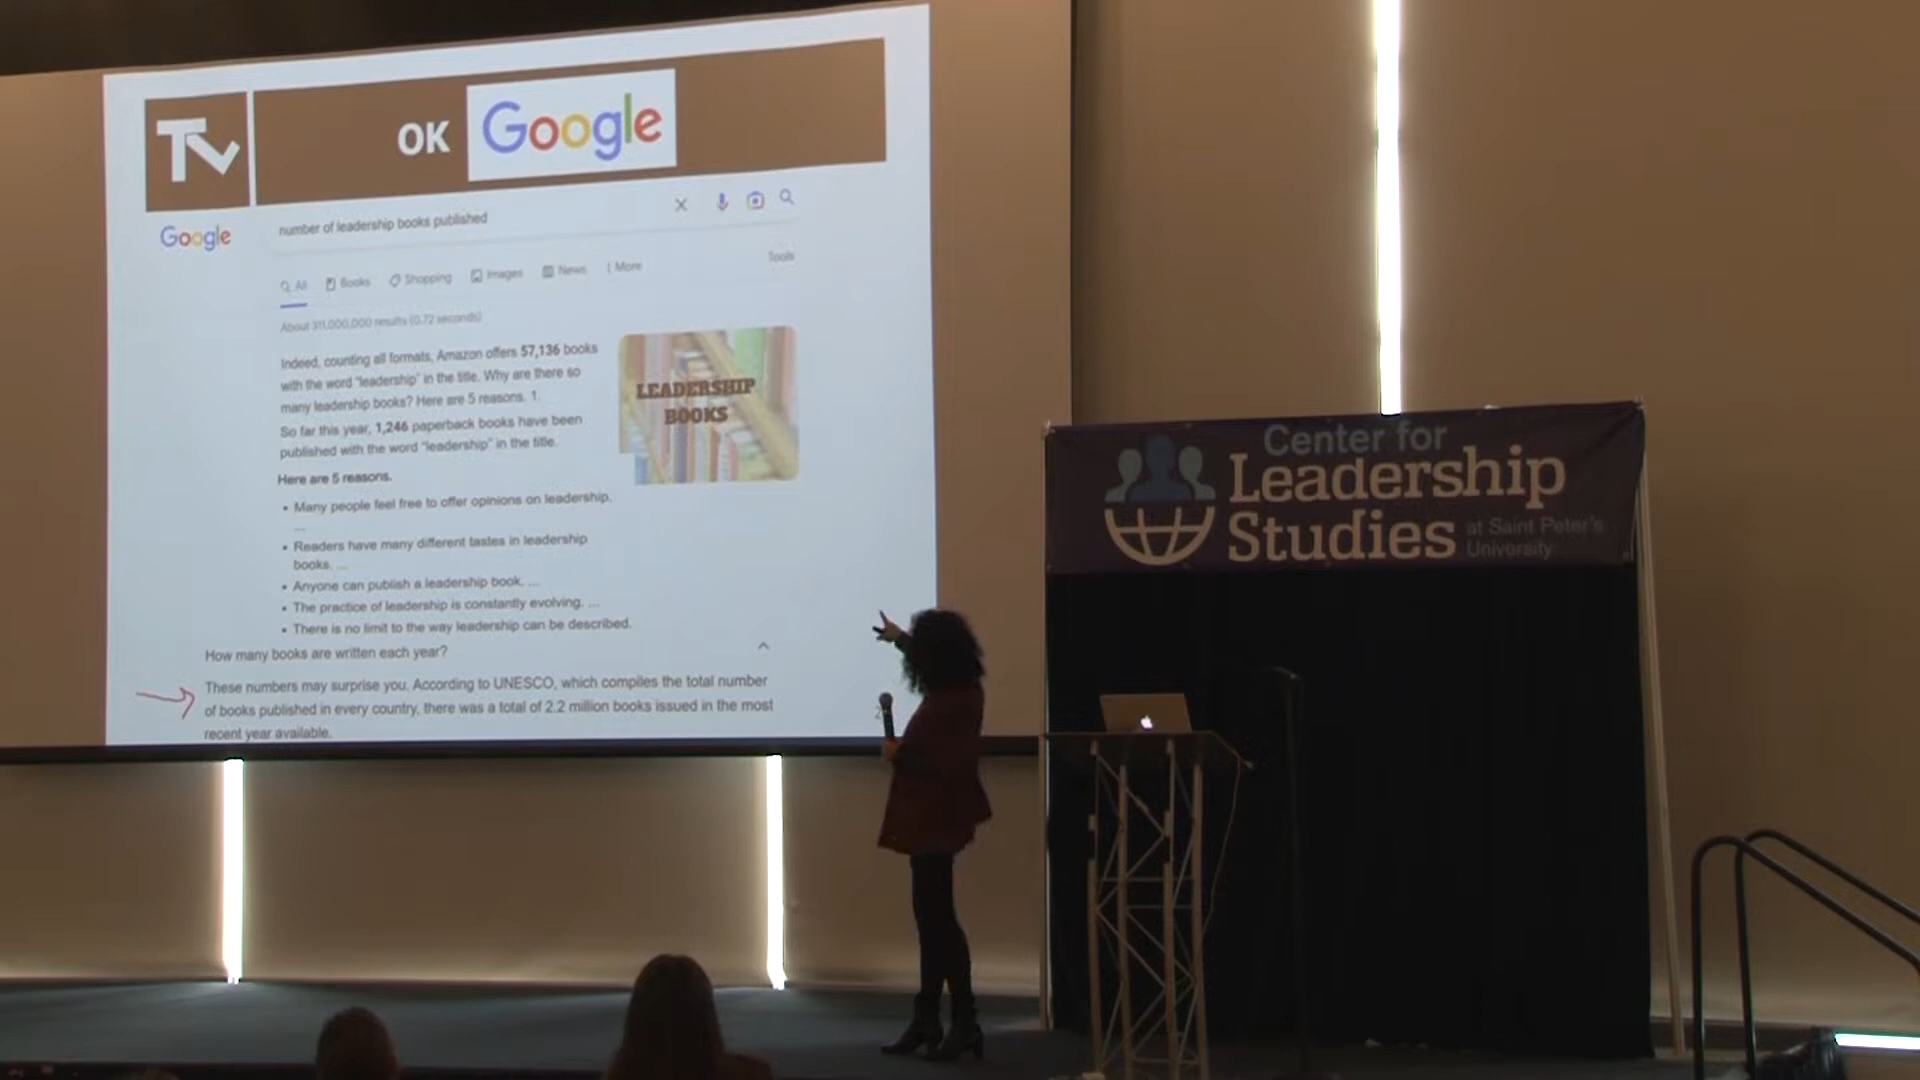 TV
OK Google
Google
number of leadership books published
All Books Shopping Images News More
Tools
About 311,000,000 results (0.72 seconds)
Indeed, counting all formats, Amazon offers 57,136 books
with the word "leadership" in the title. Why are there so
many leadership books? Here are 5 reasons. 1.
So far this year, 1,246 paperback books have been
published with the word "leadership" in the title.
LEADERSHIP
BOOKS
Here are 5 reasons.
• Many people feel free to offer opinions on leadership.
...
• Readers have many different tastes in leadership
books. ...
• Anyone can publish a leadership book. ...
• The practice of leadership is constantly evolving. ...
• There is no limit to the way leadership can be described.
How many books are written each year?
These numbers may surprise you. According to UNESCO, which compiles the total number
of books published in every country, there was a total of 2.2 million books issued in the most
recent year available.
Center for
Leadership
Studies
at Saint Peter's
University